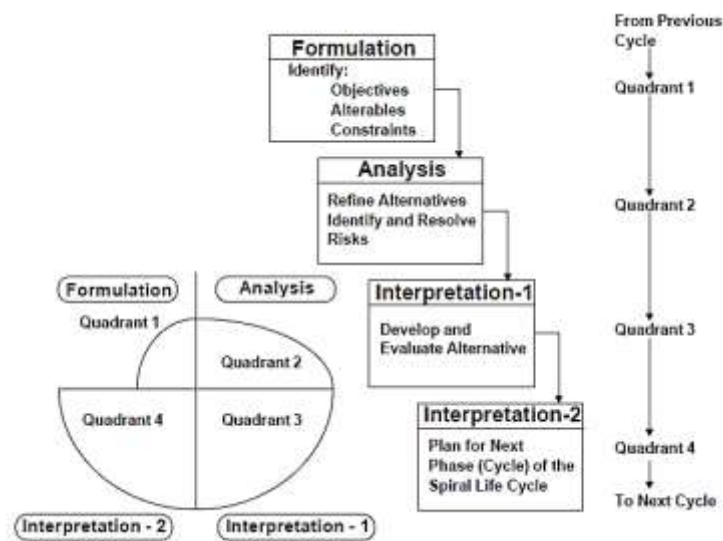 From Previous
Cycle
Formulation
Identify:
Objectives
Alterables
Constraints
Quadrant 1
Analysis
Refine Alternatives
Identify and Resolve
Risks
Quadrant 2
Interpretation-1
Develop and
Evaluate Alternative
Quadrant 3
Interpretation-2
Plan for Next
Phase (Cycle) of the
Spiral Life Cycle
Quadrant 4
To Next Cycle
Formulation
Analysis
Quadrant 1
Quadrant 2
Quadrant 4
Quadrant 3
Interpretation - 2
Interpretation - 1